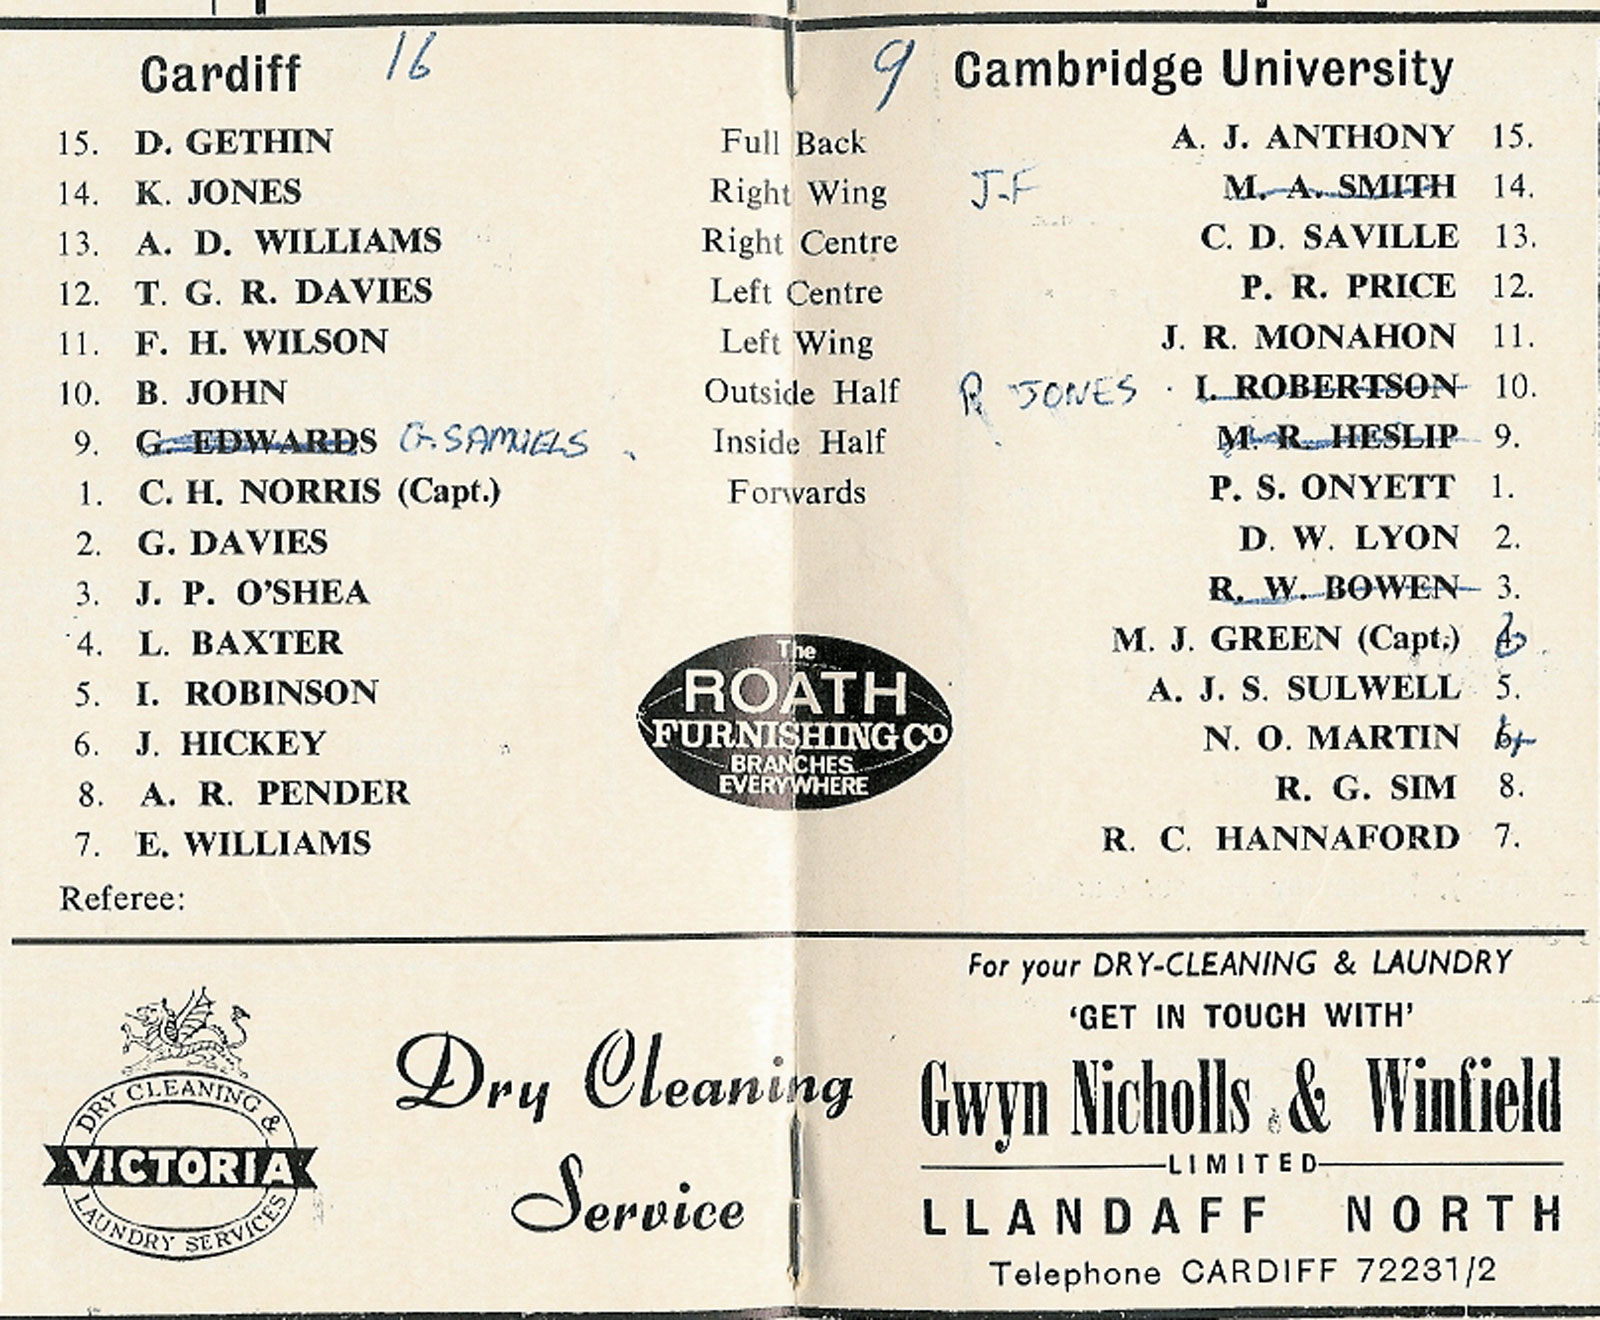 Cardiff 16 9 Cambridge University
15. D. GETHIN Full Back A. J. ANTHONY 15.
14. K. JONES Right Wing J-F M. A. SMITH 14.
13. A. D. WILLIAMS Right Centre C. D. SAVILLE 13.
12. T. G. R. DAVIES Left Centre P. R. PRICE 12.
11. F. H. WILSON Left Wing J. R. MONAHON 11.
10. B. JOHN Outside Half R JONES I. ROBERTSON 10.
9. G. EDWARDS G. SAMUELS Inside Half M. R. HESLIP 9.
1. C. H. NORRIS (Capt.) Forwards P. S. ONYETT 1.
2. G. DAVIES D. W. LYON 2.
3. J. P. O'SHEA R. W. BOWEN 3.
4. L. BAXTER M. J. GREEN (Capt.) 4. 6
5. I. ROBINSON A. J. S. SULWELL 5.
6. J. HICKEY N. O. MARTIN 6. 4
8. A. R. PENDER R. G. SIM 8.
7. E. WILLIAMS R. C. HANNAFORD 7.
The
ROATH
FURNISHING CO
BRANCHES
EVERYWHERE
Referee:
DRY CLEANING &
VICTORIA
LAUNDRY SERVICES
Dry Cleaning
Service
For your DRY-CLEANING & LAUNDRY
'GET IN TOUCH WITH'
Gwyn Nicholls & Winfield
LIMITED
LLANDAFF NORTH
Telephone CARDIFF 72231/2